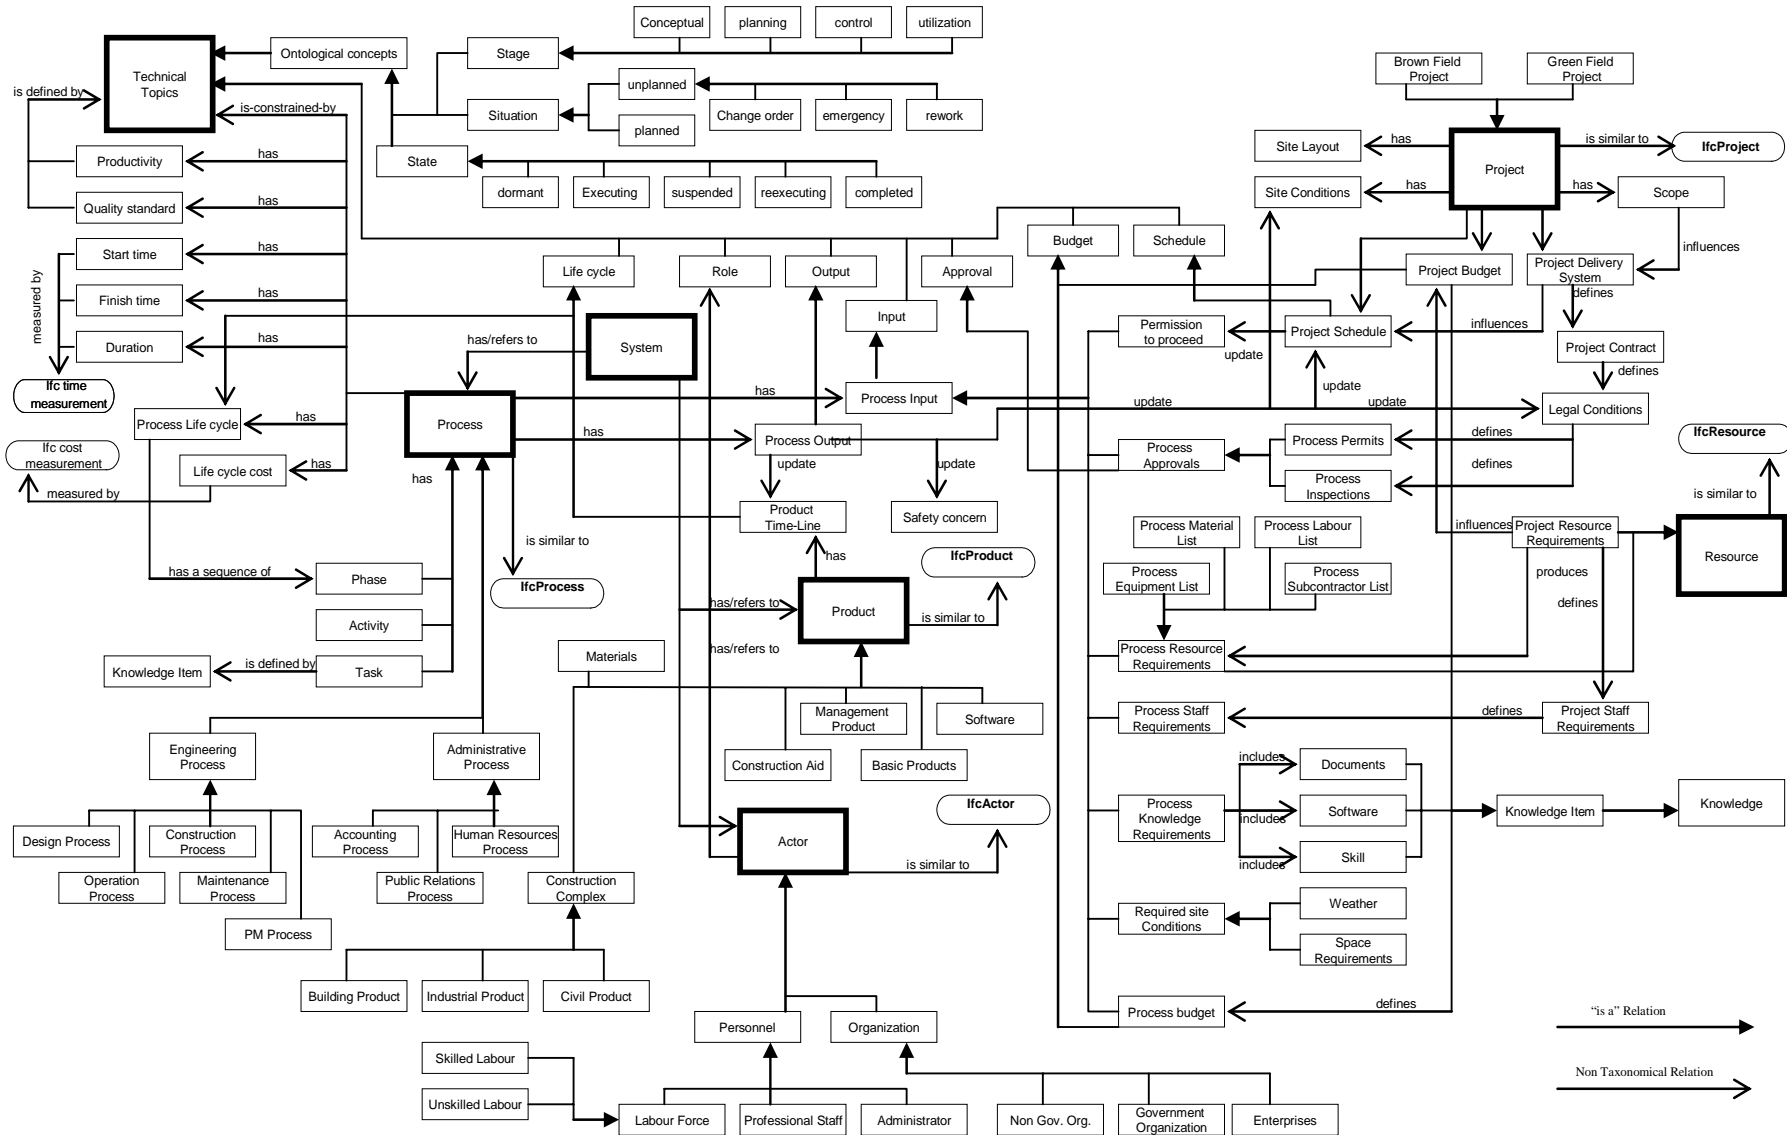 Conceptual
planning
control
utilization
Ontological concepts
Stage
Technical
Topics
is defined by
is-constrained-by
unplanned
Situation
Change order
emergency
rework
planned
State
dormant
Executing
suspended
reexecuting
completed
Productivity
has
Quality standard
has
Start time
has
Finish time
has
Duration
has
measured by
Ifc time
measurement
Process Life cycle
has
Ifc cost
measurement
Life cycle cost
has
measured by
Life cycle
Role
Output
Approval
Input
Budget
Schedule
System
has/refers to
Process
has
Process Input
has
Process Output
update
update
Product
Time-Line
Safety concern
has
is similar to
IfcProcess
has a sequence of
Phase
Activity
Knowledge Item
is defined by
Task
has
IfcProduct
has/refers to
Product
is similar to
has/refers to
Materials
Management
Product
Software
Construction Aid
Basic Products
Engineering
Process
Administrative
Process
Design Process
Construction
Process
Operation
Process
Maintenance
Process
PM Process
Accounting
Process
Human Resources
Process
Public Relations
Process
Construction
Complex
Building Product
Industrial Product
Civil Product
IfcActor
Actor
is similar to
Personnel
Organization
Skilled Labour
Unskilled Labour
Labour Force
Professional Staff
Administrator
Non Gov. Org.
Government
Organization
Enterprises
Brown Field
Project
Green Field
Project
Site Layout
has
Project
is similar to
IfcProject
Site Conditions
has
has
Scope
influences
Project Budget
Project Delivery
System
defines
Permission
to proceed
update
Project Schedule
influences
Project Contract
defines
update
update
update
Legal Conditions
Process
Approvals
Process Permits
defines
Process
Inspections
defines
IfcResource
is similar to
Resource
Process Material
List
Process Labour
List
Process
Equipment List
Process
Subcontractor List
influences
Project Resource
Requirements
produces
defines
Process Resource
Requirements
Process Staff
Requirements
defines
Project Staff
Requirements
Process
Knowledge
Requirements
includes
Documents
includes
Software
includes
Skill
Knowledge Item
Knowledge
Required site
Conditions
Weather
Space
Requirements
Process budget
defines
“is a” Relation
Non Taxonomical Relation